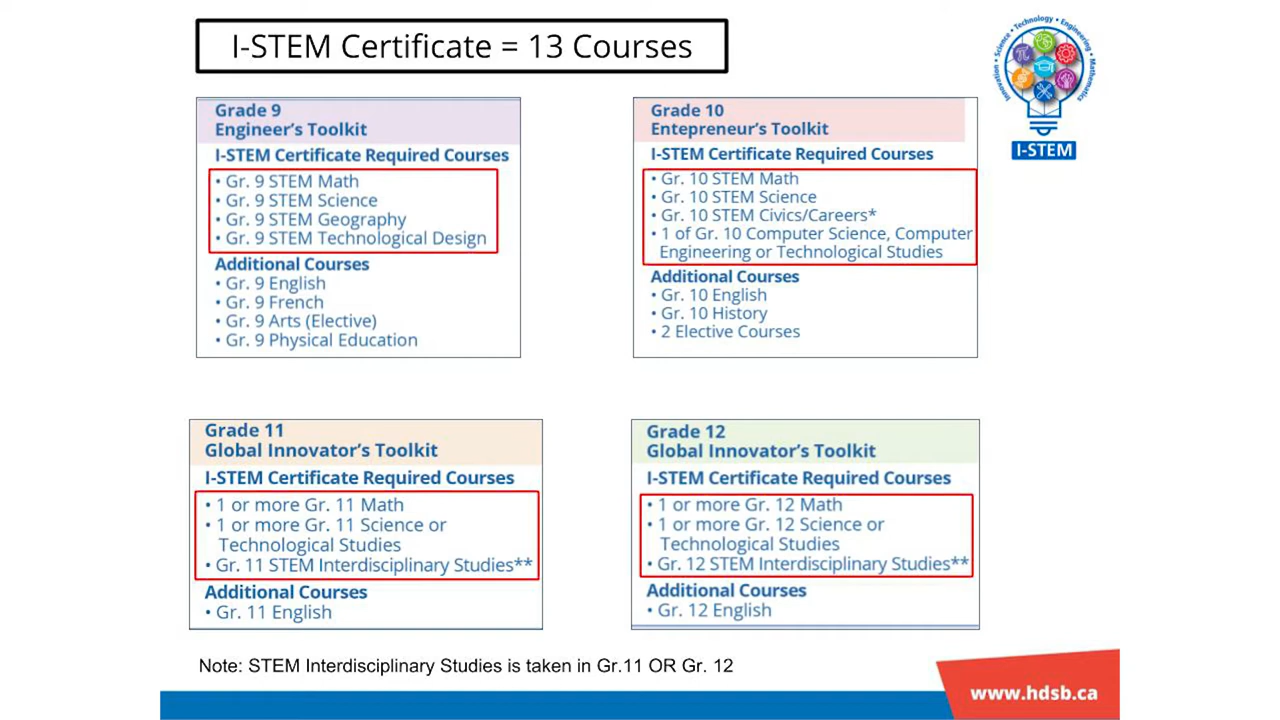 I-STEM Certificate = 13 Courses
Innovation • Science • Technology • Engineering • Mathematics
I-STEM
Grade 9
Engineer's Toolkit
I-STEM Certificate Required Courses
• Gr. 9 STEM Math
• Gr. 9 STEM Science
• Gr. 9 STEM Geography
• Gr. 9 STEM Technological Design
Additional Courses
• Gr. 9 English
• Gr. 9 French
• Gr. 9 Arts (Elective)
• Gr. 9 Physical Education
Grade 10
Entepreneur's Toolkit
I-STEM Certificate Required Courses
• Gr. 10 STEM Math
• Gr. 10 STEM Science
• Gr. 10 STEM Civics/Careers*
• 1 of Gr. 10 Computer Science, Computer
Engineering or Technological Studies
Additional Courses
• Gr. 10 English
• Gr. 10 History
• 2 Elective Courses
Grade 11
Global Innovator's Toolkit
I-STEM Certificate Required Courses
• 1 or more Gr. 11 Math
• 1 or more Gr. 11 Science or
Technological Studies
• Gr. 11 STEM Interdisciplinary Studies**
Additional Courses
• Gr. 11 English
Grade 12
Global Innovator's Toolkit
I-STEM Certificate Required Courses
• 1 or more Gr. 12 Math
• 1 or more Gr. 12 Science or
Technological Studies
• Gr. 12 STEM Interdisciplinary Studies**
Additional Courses
• Gr. 12 English
Note: STEM Interdisciplinary Studies is taken in Gr.11 OR Gr. 12
www.hdsb.ca